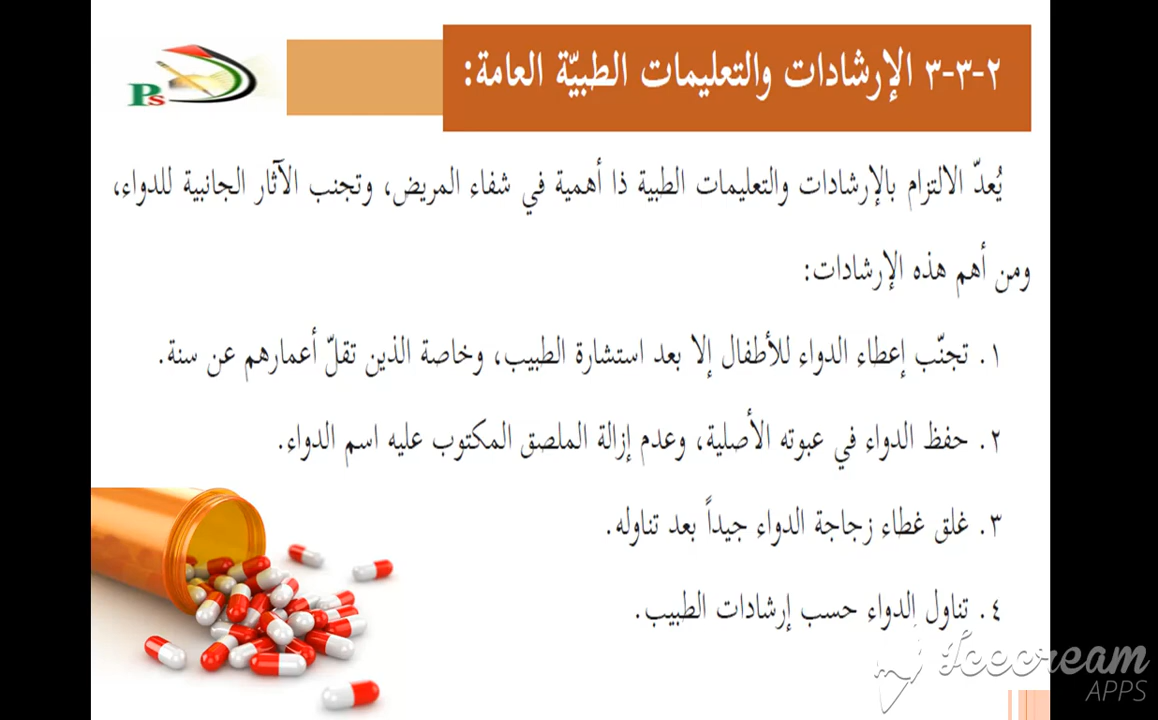 ٢-٣-٣ الإرشادات والتعليمات الطبيّة العامة:
Ps
يُعدّ الالتزام بالإرشادات والتعليمات الطبية ذا أهمية في شفاء المريض، وتجنب الآثار الجانبية للدواء،
ومن أهم هذه الإرشادات:
١. تجنّب إعطاء الدواء للأطفال إلا بعد استشارة الطبيب، وخاصة الذين تقلّ أعمارهم عن سنة.
٢. حفظ الدواء في عبوته الأصلية، وعدم إزالة الملصق المكتوب عليه اسم الدواء.
٣. غلق غطاء زجاجة الدواء جيداً بعد تناوله.
٤. تناول الدواء حسب إرشادات الطبيب.
Icecream
APPS